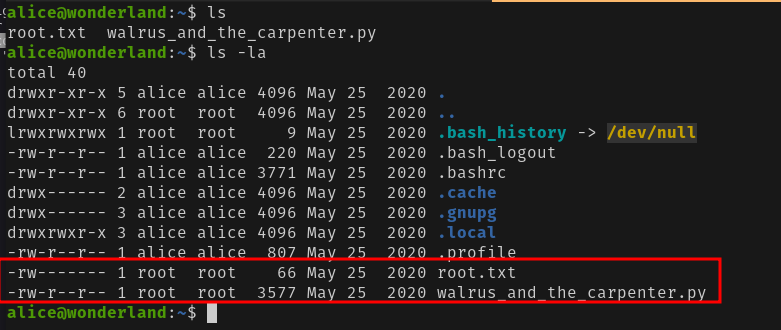 alice@wonderland:~$ ls
root.txt  walrus_and_the_carpenter.py
alice@wonderland:~$ ls -la
total 40
drwxr-xr-x 5 alice alice 4096 May 25  2020 .
drwxr-xr-x 6 root  root  4096 May 25  2020 ..
lrwxrwxrwx 1 root  root     9 May 25  2020 .bash_history -> /dev/null
-rw-r--r-- 1 alice alice  220 May 25  2020 .bash_logout
-rw-r--r-- 1 alice alice 3771 May 25  2020 .bashrc
drwx------ 2 alice alice 4096 May 25  2020 .cache
drwx------ 3 alice alice 4096 May 25  2020 .gnupg
drwxrwxr-x 3 alice alice 4096 May 25  2020 .local
-rw-r--r-- 1 alice alice  807 May 25  2020 .profile
-rw------- 1 root  root    66 May 25  2020 root.txt
-rw-r--r-- 1 root  root  3577 May 25  2020 walrus_and_the_carpenter.py
alice@wonderland:~$